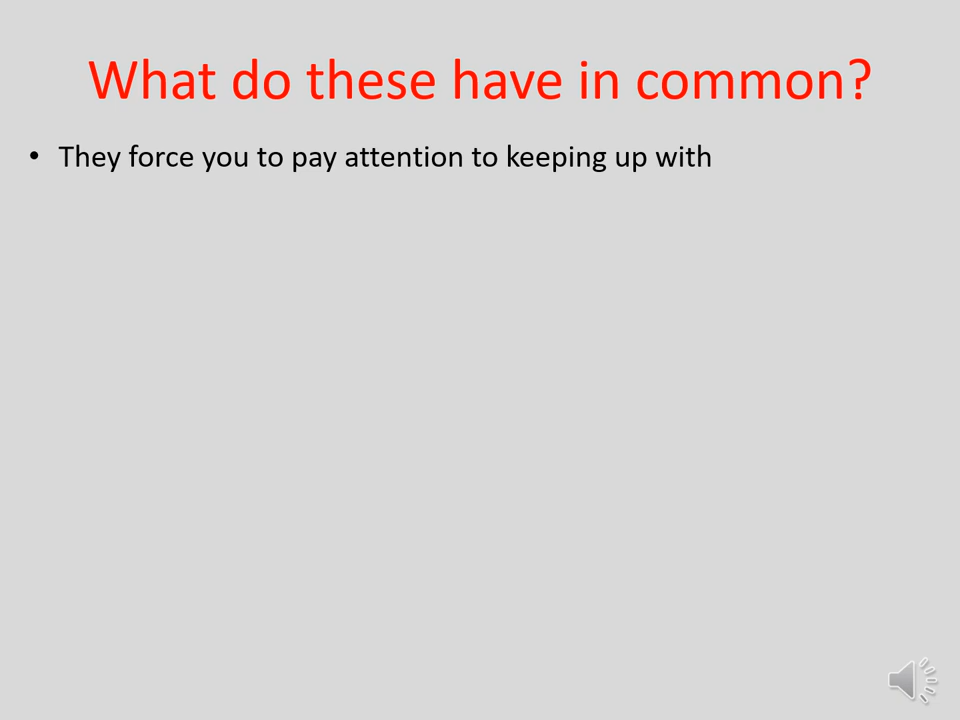 What do these have in common?
• They force you to pay attention to keeping up with